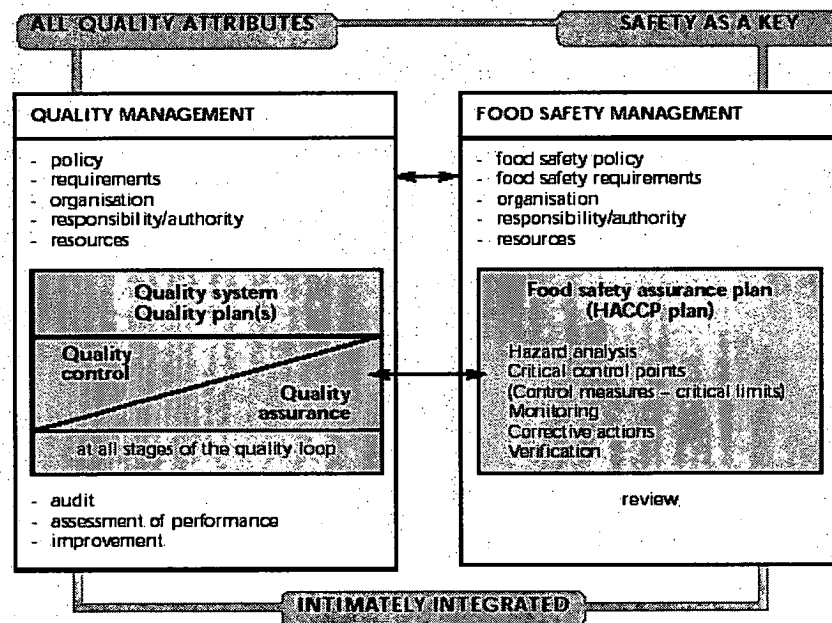 ALL QUALITY ATTRIBUTES
SAFETY AS A KEY
QUALITY MANAGEMENT
- policy
- requirements
- organisation
- responsibility/authority
- resources
Quality system
Quality plan(s)
Quality
control
Quality
assurance
at all stages of the quality loop
- audit
- assessment of performance
- improvement
FOOD SAFETY MANAGEMENT
- food safety policy
- food safety requirements
- organisation
- responsibility/authority
- resources
Food safety assurance plan
(HACCP plan)
Hazard analysis
Critical control points
(Control measures – critical limits)
Monitoring
Corrective actions
Verification
review
INTIMATELY INTEGRATED